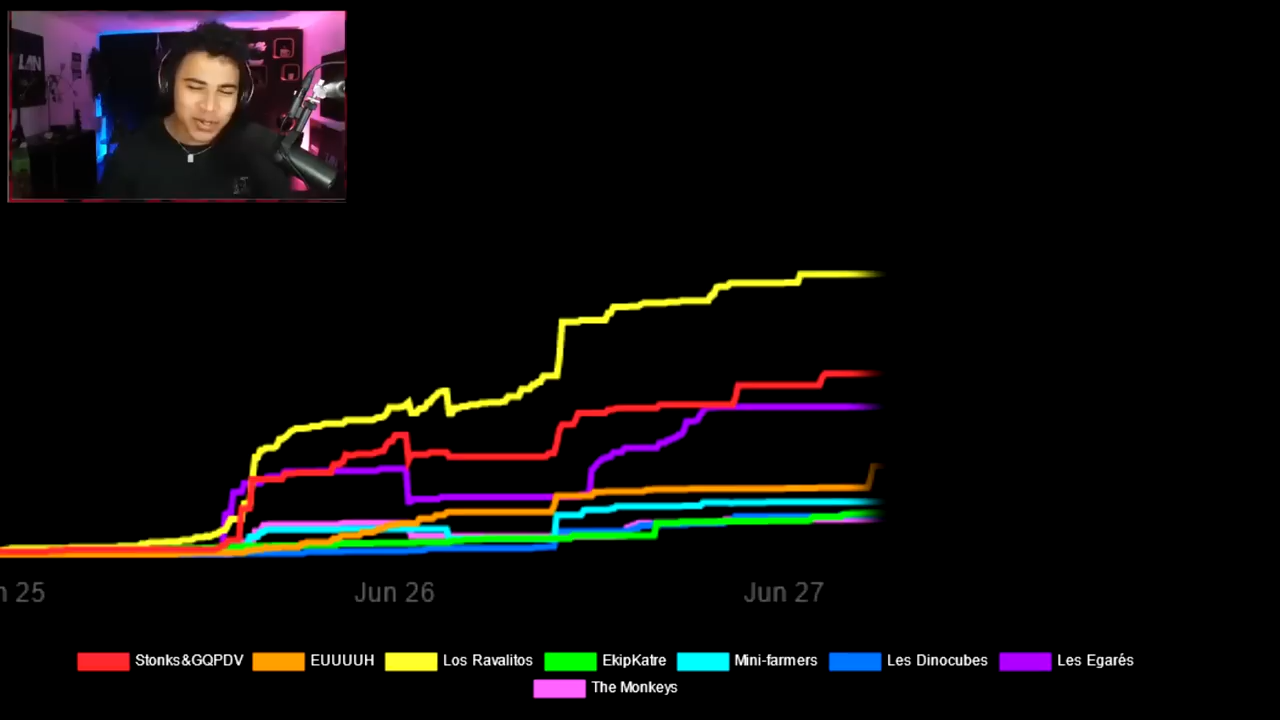 n 25
Jun 26
Jun 27
Stonks&GQPDV
EUUUUH
Los Ravalitos
EkipKatre
Mini-farmers
Les Dinocubes
Les Egarés
The Monkeys